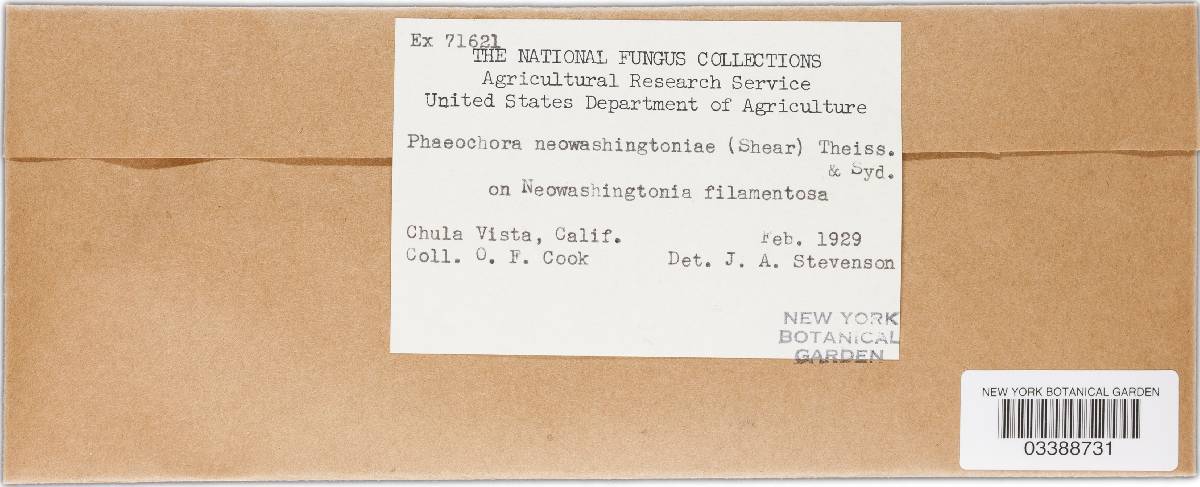 Ex 71621
THE NATIONAL FUNGUS COLLECTIONS
Agricultural Research Service
United States Department of Agriculture
Phaeochora neowashingtoniae (Shear) Theiss.
& Syd.
on Neowashingtonia filamentosa
Chula Vista, Calif. Feb. 1929
Coll. O. F. Cook Det. J. A. Stevenson
NEW YORK
BOTANICAL
GARDEN
NEW YORK BOTANICAL GARDEN
03388731